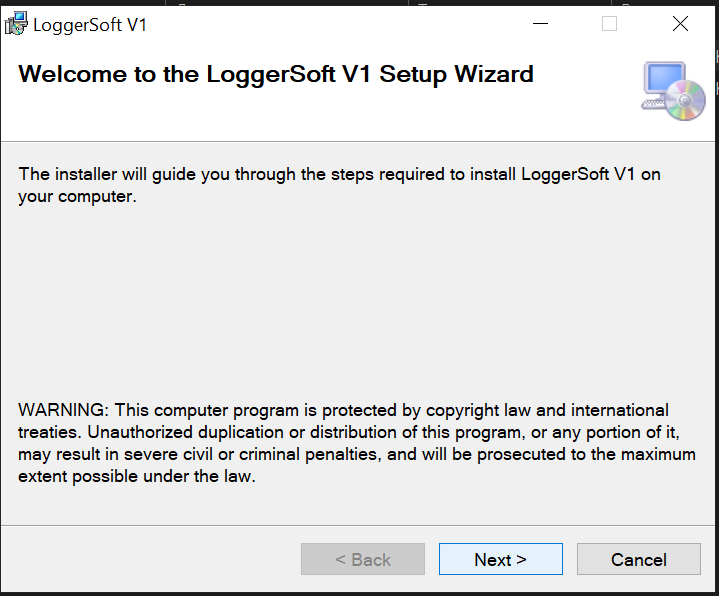 LoggerSoft V1
Welcome to the LoggerSoft V1 Setup Wizard
The installer will guide you through the steps required to install LoggerSoft V1 on
your computer.
WARNING: This computer program is protected by copyright law and international
treaties. Unauthorized duplication or distribution of this program, or any portion of it,
may result in severe civil or criminal penalties, and will be prosecuted to the maximum
extent possible under the law.
< Back
Next >
Cancel